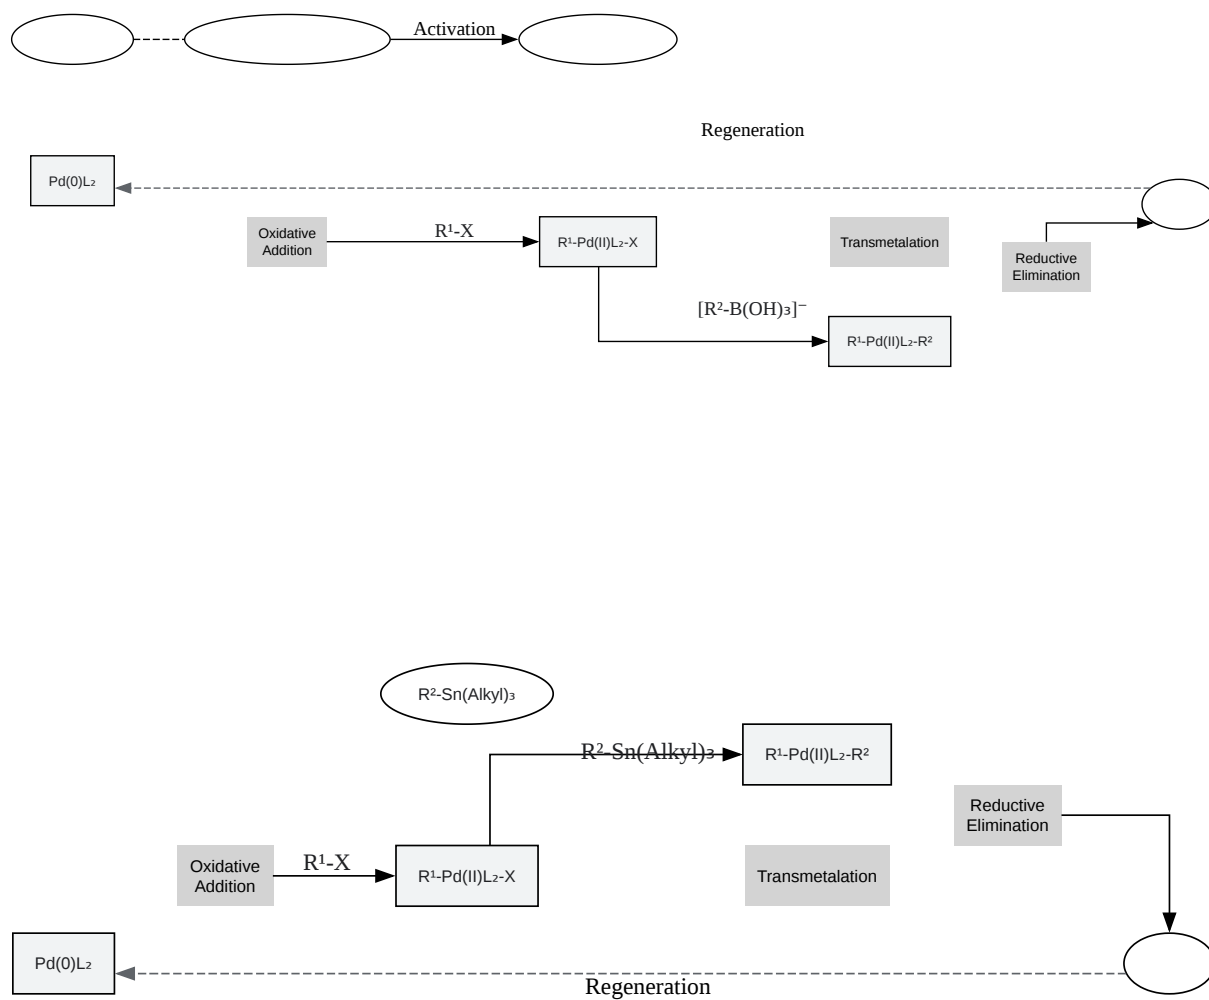 Activation
Regeneration
Pd(0)L₂
Oxidative
Addition
R¹-X
R¹-Pd(II)L₂-X
Transmetalation
Reductive
Elimination
[R²-B(OH)₃]⁻
R¹-Pd(II)L₂-R²
R²-Sn(Alkyl)₃
R²-Sn(Alkyl)₃
R¹-Pd(II)L₂-R²
Reductive
Elimination
Oxidative
Addition
R¹-X
R¹-Pd(II)L₂-X
Transmetalation
Pd(0)L₂
Regeneration